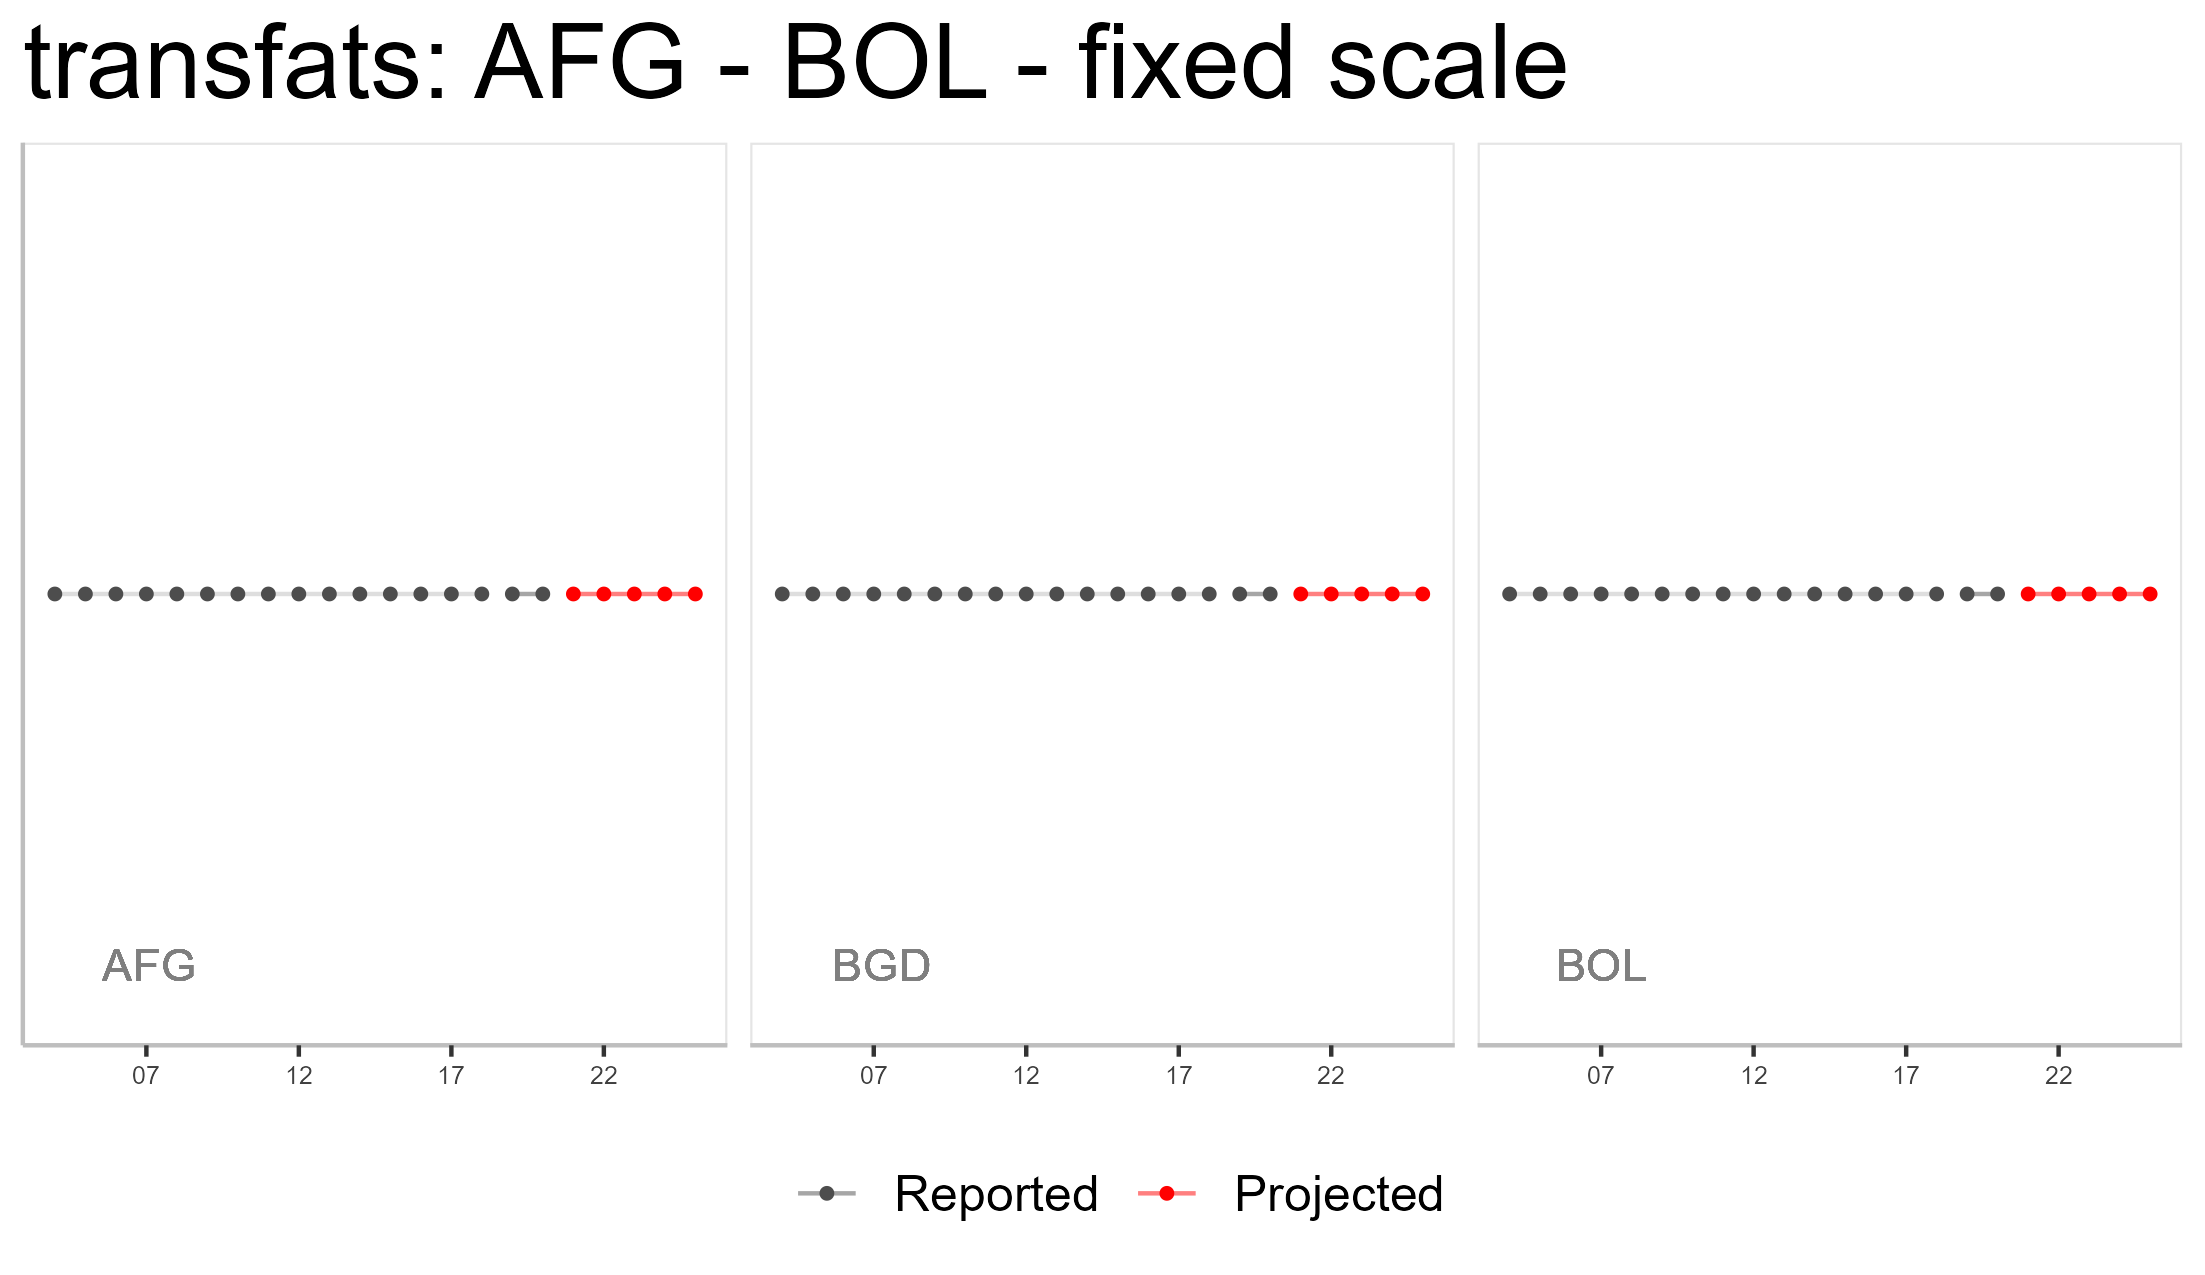 transfats: AFG - BOL - fixed scale
AFG
BGD
BOL
07 12 17 22
07 12 17 22
07 12 17 22
Reported Projected